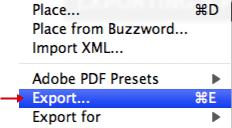 Place... ⌘D
Place from Buzzword...
Import XML...
Adobe PDF Presets ▶
Export... ⌘E
Export for ▶